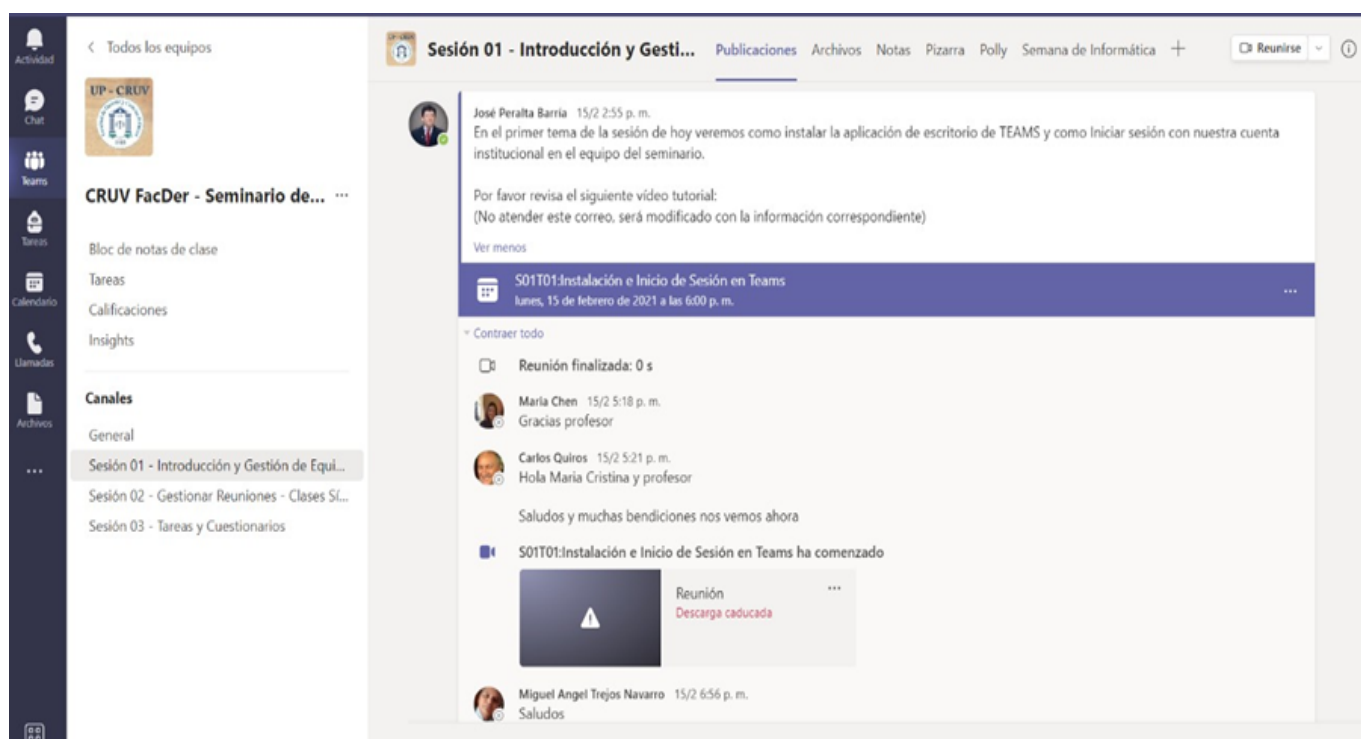 Actividad
Chat
Teams
Tareas
Calendario
Llamadas
Archivos
...
< Todos los equipos
UP - CRUV
CRUV FacDer - Seminario de... ...
Bloc de notas de clase
Tareas
Calificaciones
Insights
Canales
General
Sesión 01 - Introducción y Gestión de Equi...
Sesión 02 - Gestionar Reuniones - Clases Sí...
Sesión 03 - Tareas y Cuestionarios
Sesión 01 - Introducción y Gesti... Publicaciones Archivos Notas Pizarra Polly Semana de Informática + Reunirse
José Peralta Barría 15/2 2:55 p. m.
En el primer tema de la sesión de hoy veremos como instalar la aplicación de escritorio de TEAMS y como Iniciar sesión con nuestra cuenta
institucional en el equipo del seminario.
Por favor revisa el siguiente vídeo tutorial:
(No atender este correo, será modificado con la información correspondiente)
Ver menos
S01T01:Instalación e Inicio de Sesión en Teams
lunes, 15 de febrero de 2021 a las 6:00 p. m.
...
Contraer todo
Reunión finalizada: 0 s
Maria Chen 15/2 5:18 p. m.
Gracias profesor
Carlos Quiros 15/2 5:21 p. m.
Hola Maria Cristina y profesor
Saludos y muchas bendiciones nos vemos ahora
S01T01:Instalación e Inicio de Sesión en Teams ha comenzado
Reunión ...
Descarga caducada
Miguel Angel Trejos Navarro 15/2 6:56 p. m.
Saludos